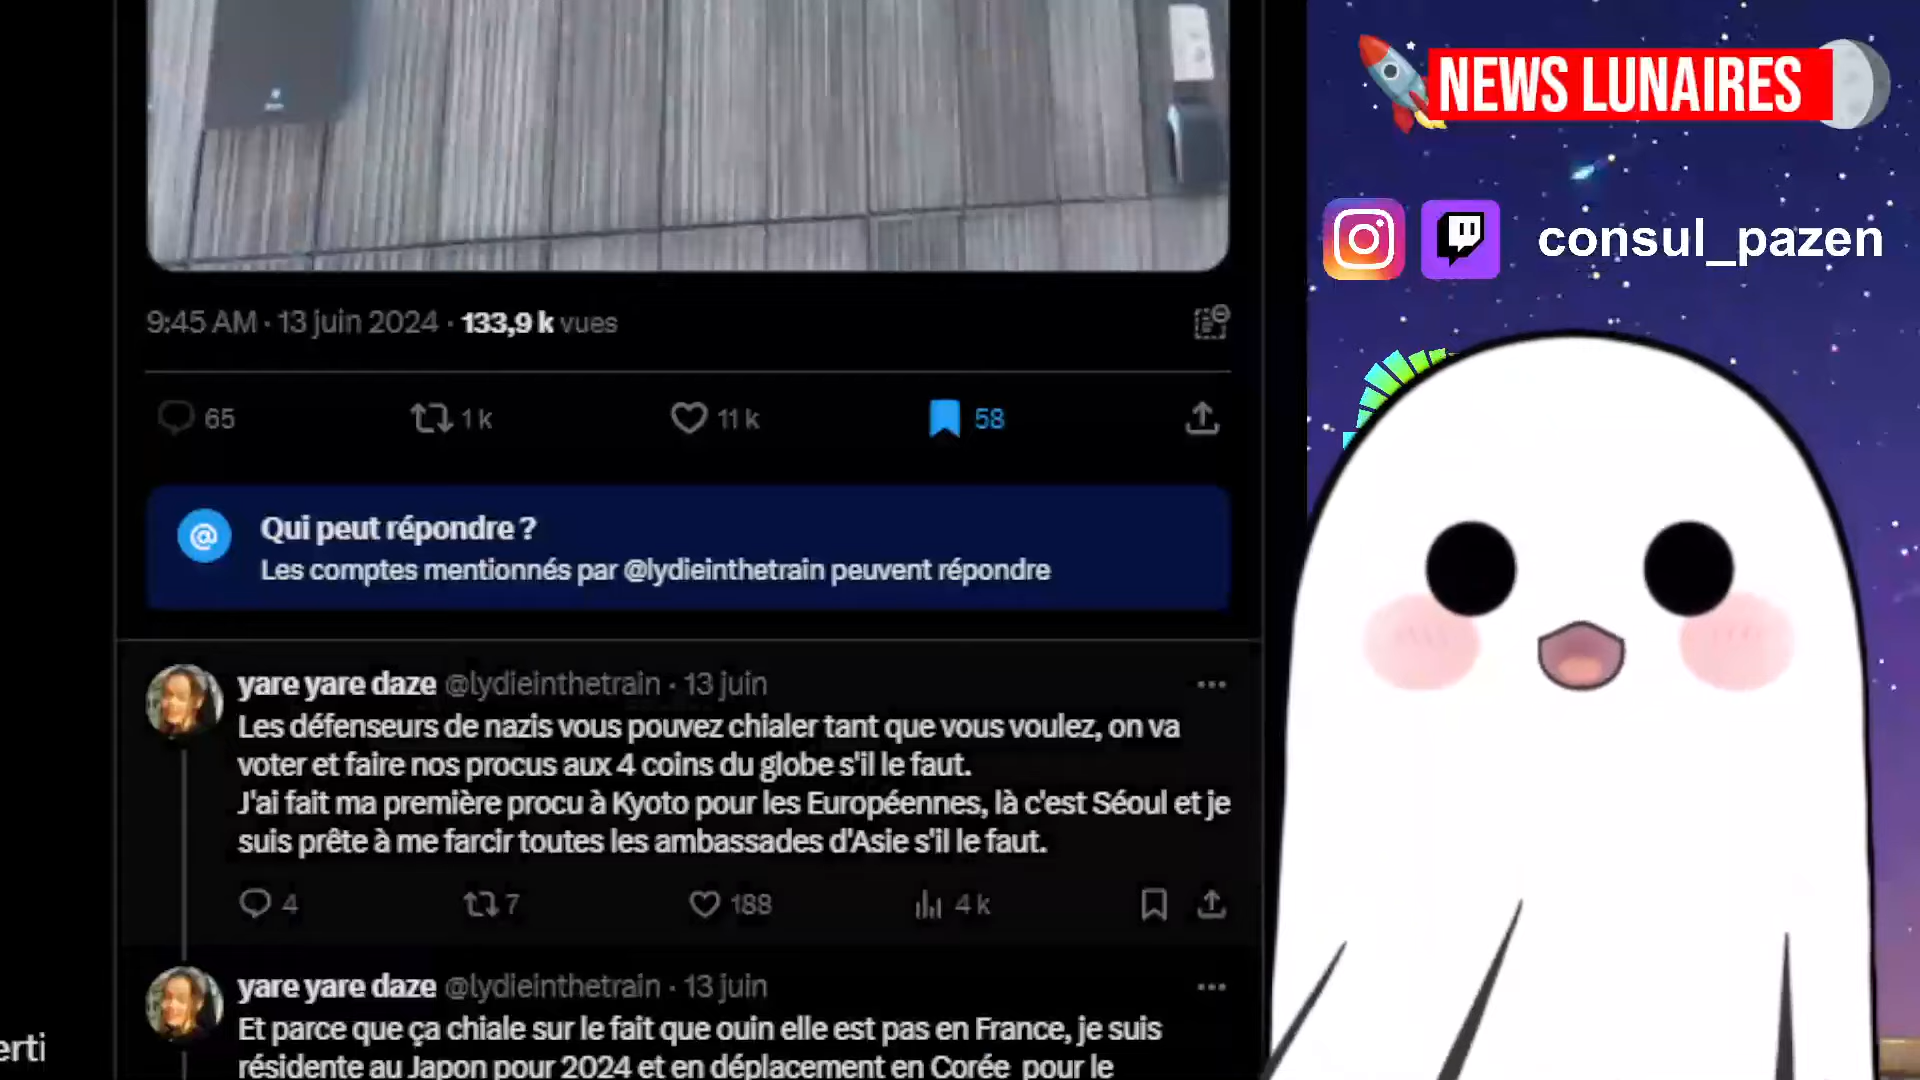 NEWS LUNAIRES
consul_pazen
9:45 AM · 13 juin 2024 · 133,9 k vues
65 1 k 11 k 58
Qui peut répondre ?
Les comptes mentionnés par @lydieinthetrain peuvent répondre
yare yare daze @lydieinthetrain · 13 juin
Les défenseurs de nazis vous pouvez chialer tant que vous voulez, on va
voter et faire nos procus aux 4 coins du globe s'il le faut.
J'ai fait ma première procu à Kyoto pour les Européennes, là c'est Séoul et je
suis prête à me farcir toutes les ambassades d'Asie s'il le faut.
4 7 188 4 k
yare yare daze @lydieinthetrain · 13 juin
Et parce que ça chiale sur le fait que ouin elle est pas en France, je suis
résidente au Japon pour 2024 et en déplacement en Corée pour le
erti